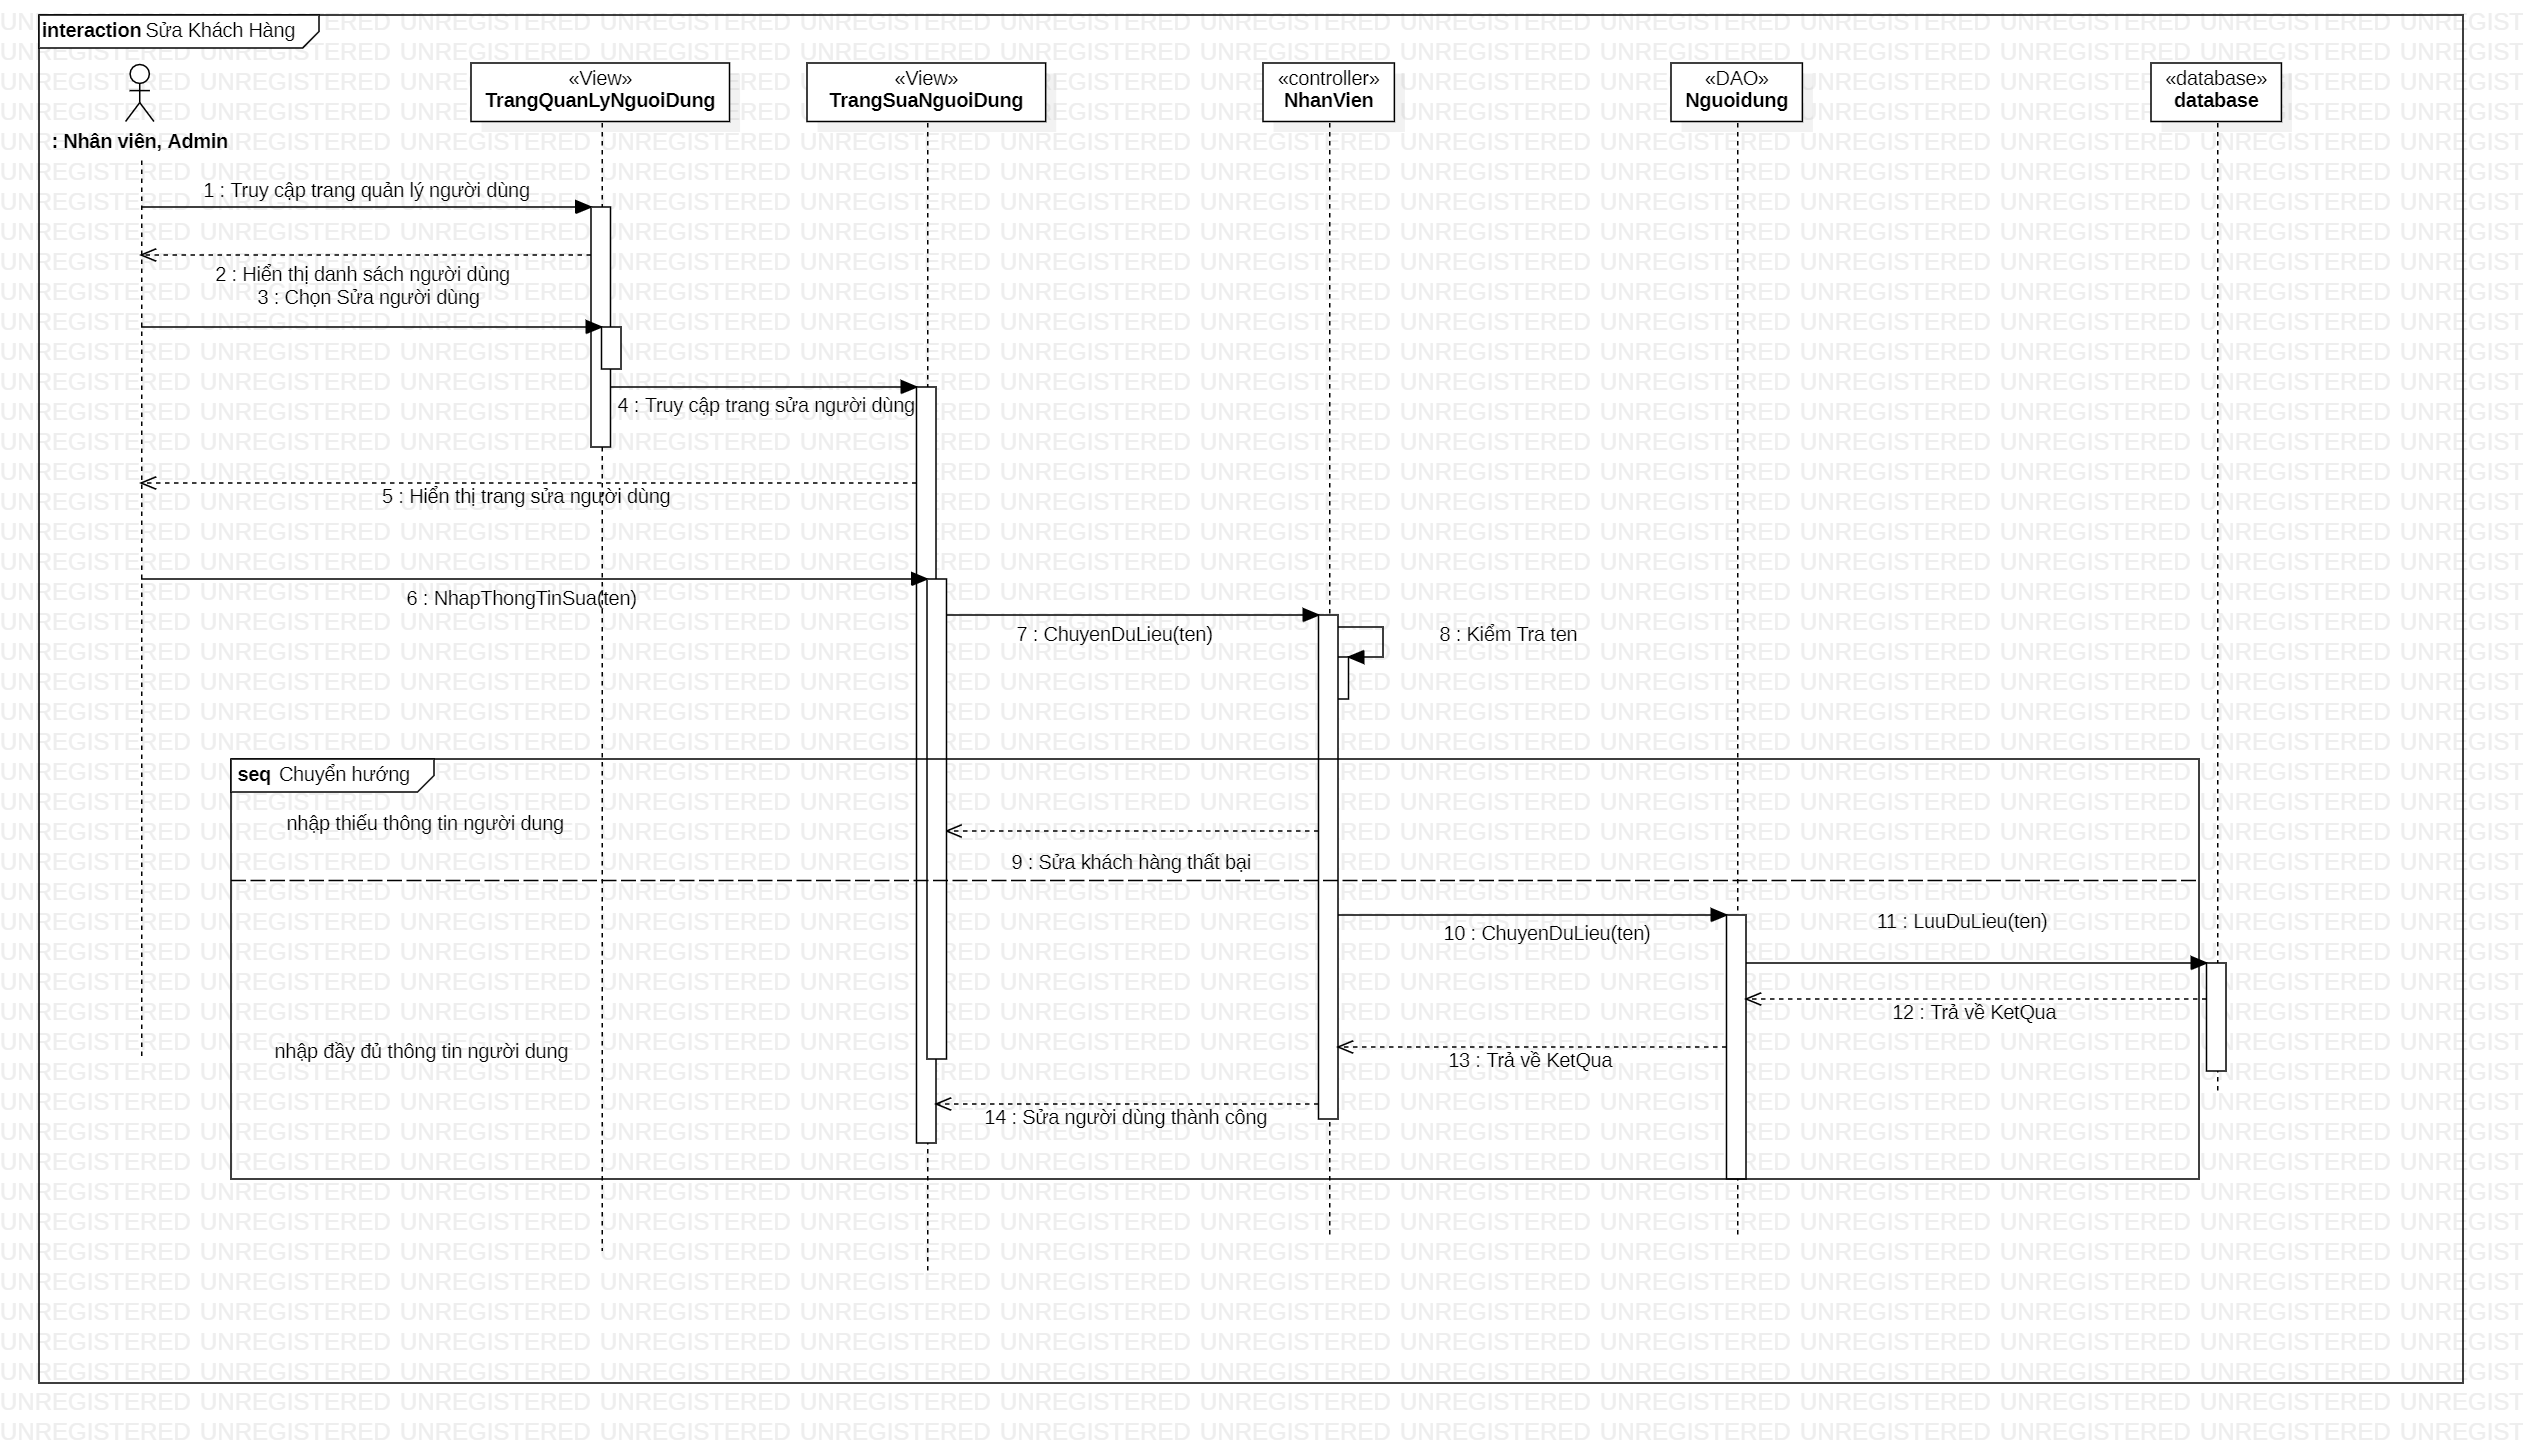 interaction Sửa Khách Hàng
«View»
TrangQuanLyNguoiDung
«View»
TrangSuaNguoiDung
«controller»
NhanVien
«DAO»
Nguoidung
«database»
database
: Nhân viên, Admin
1 : Truy cập trang quản lý người dùng
2 : Hiển thị danh sách người dùng
3 : Chọn Sửa người dùng
4 : Truy cập trang sửa người dùng
5 : Hiển thị trang sửa người dùng
6 : NhapThongTinSua(ten)
7 : ChuyenDuLieu(ten)
8 : Kiểm Tra ten
seq Chuyển hướng
nhập thiếu thông tin người dung
9 : Sửa khách hàng thất bại
10 : ChuyenDuLieu(ten)
11 : LuuDuLieu(ten)
12 : Trả về KetQua
nhập đầy đủ thông tin người dung
13 : Trả về KetQua
14 : Sửa người dùng thành công
UNREGISTERED